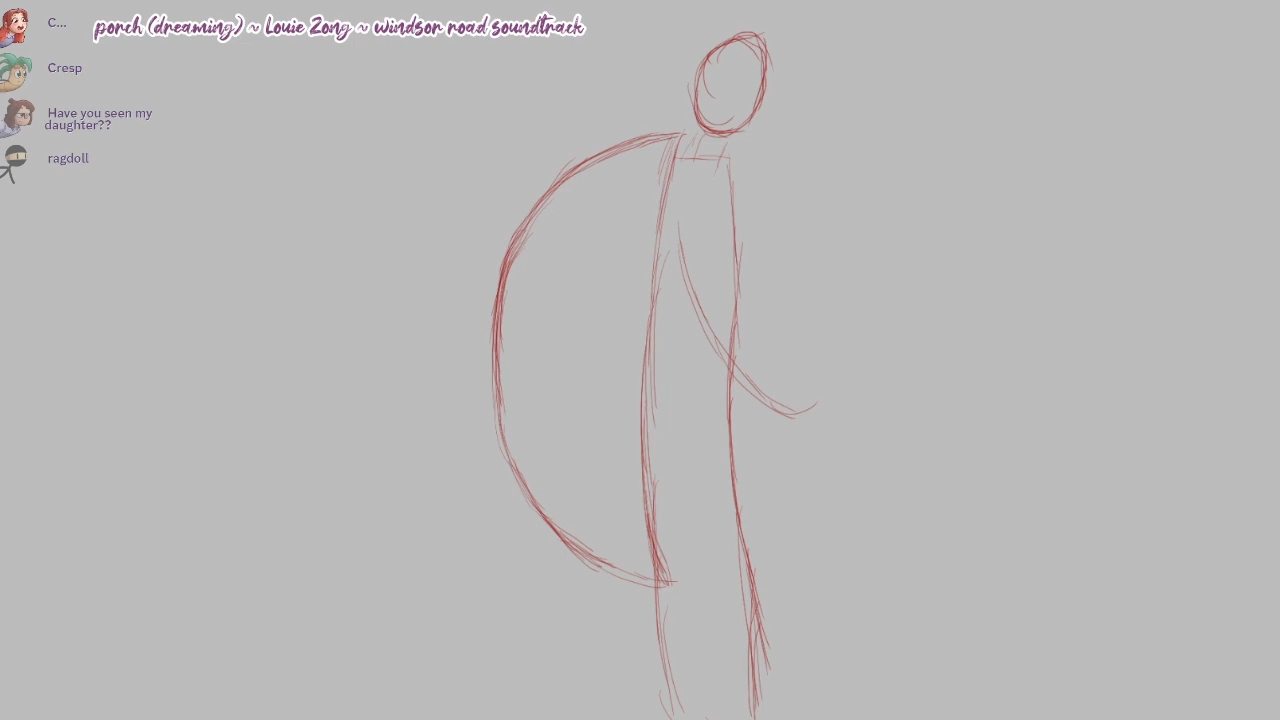 porch (dreaming) ~ Louie Zong ~ windsor road soundtrack
C...
Cresp
Have you seen my
daughter??
ragdoll